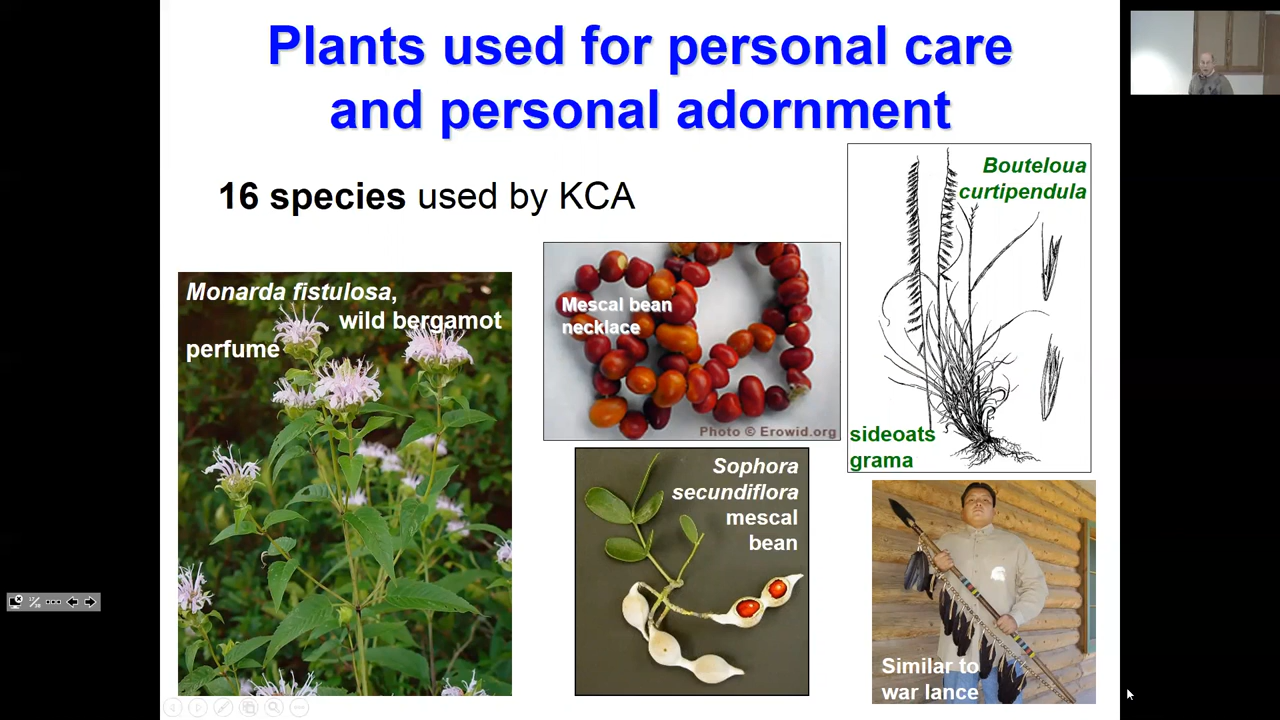 Plants used for personal care
and personal adornment
16 species used by KCA
Monarda fistulosa,
wild bergamot
perfume
Mescal bean
necklace
Photo © Erowid.org
Sophora
secundiflora
mescal
bean
Bouteloua
curtipendula
sideoats
grama
Similar to
war lance